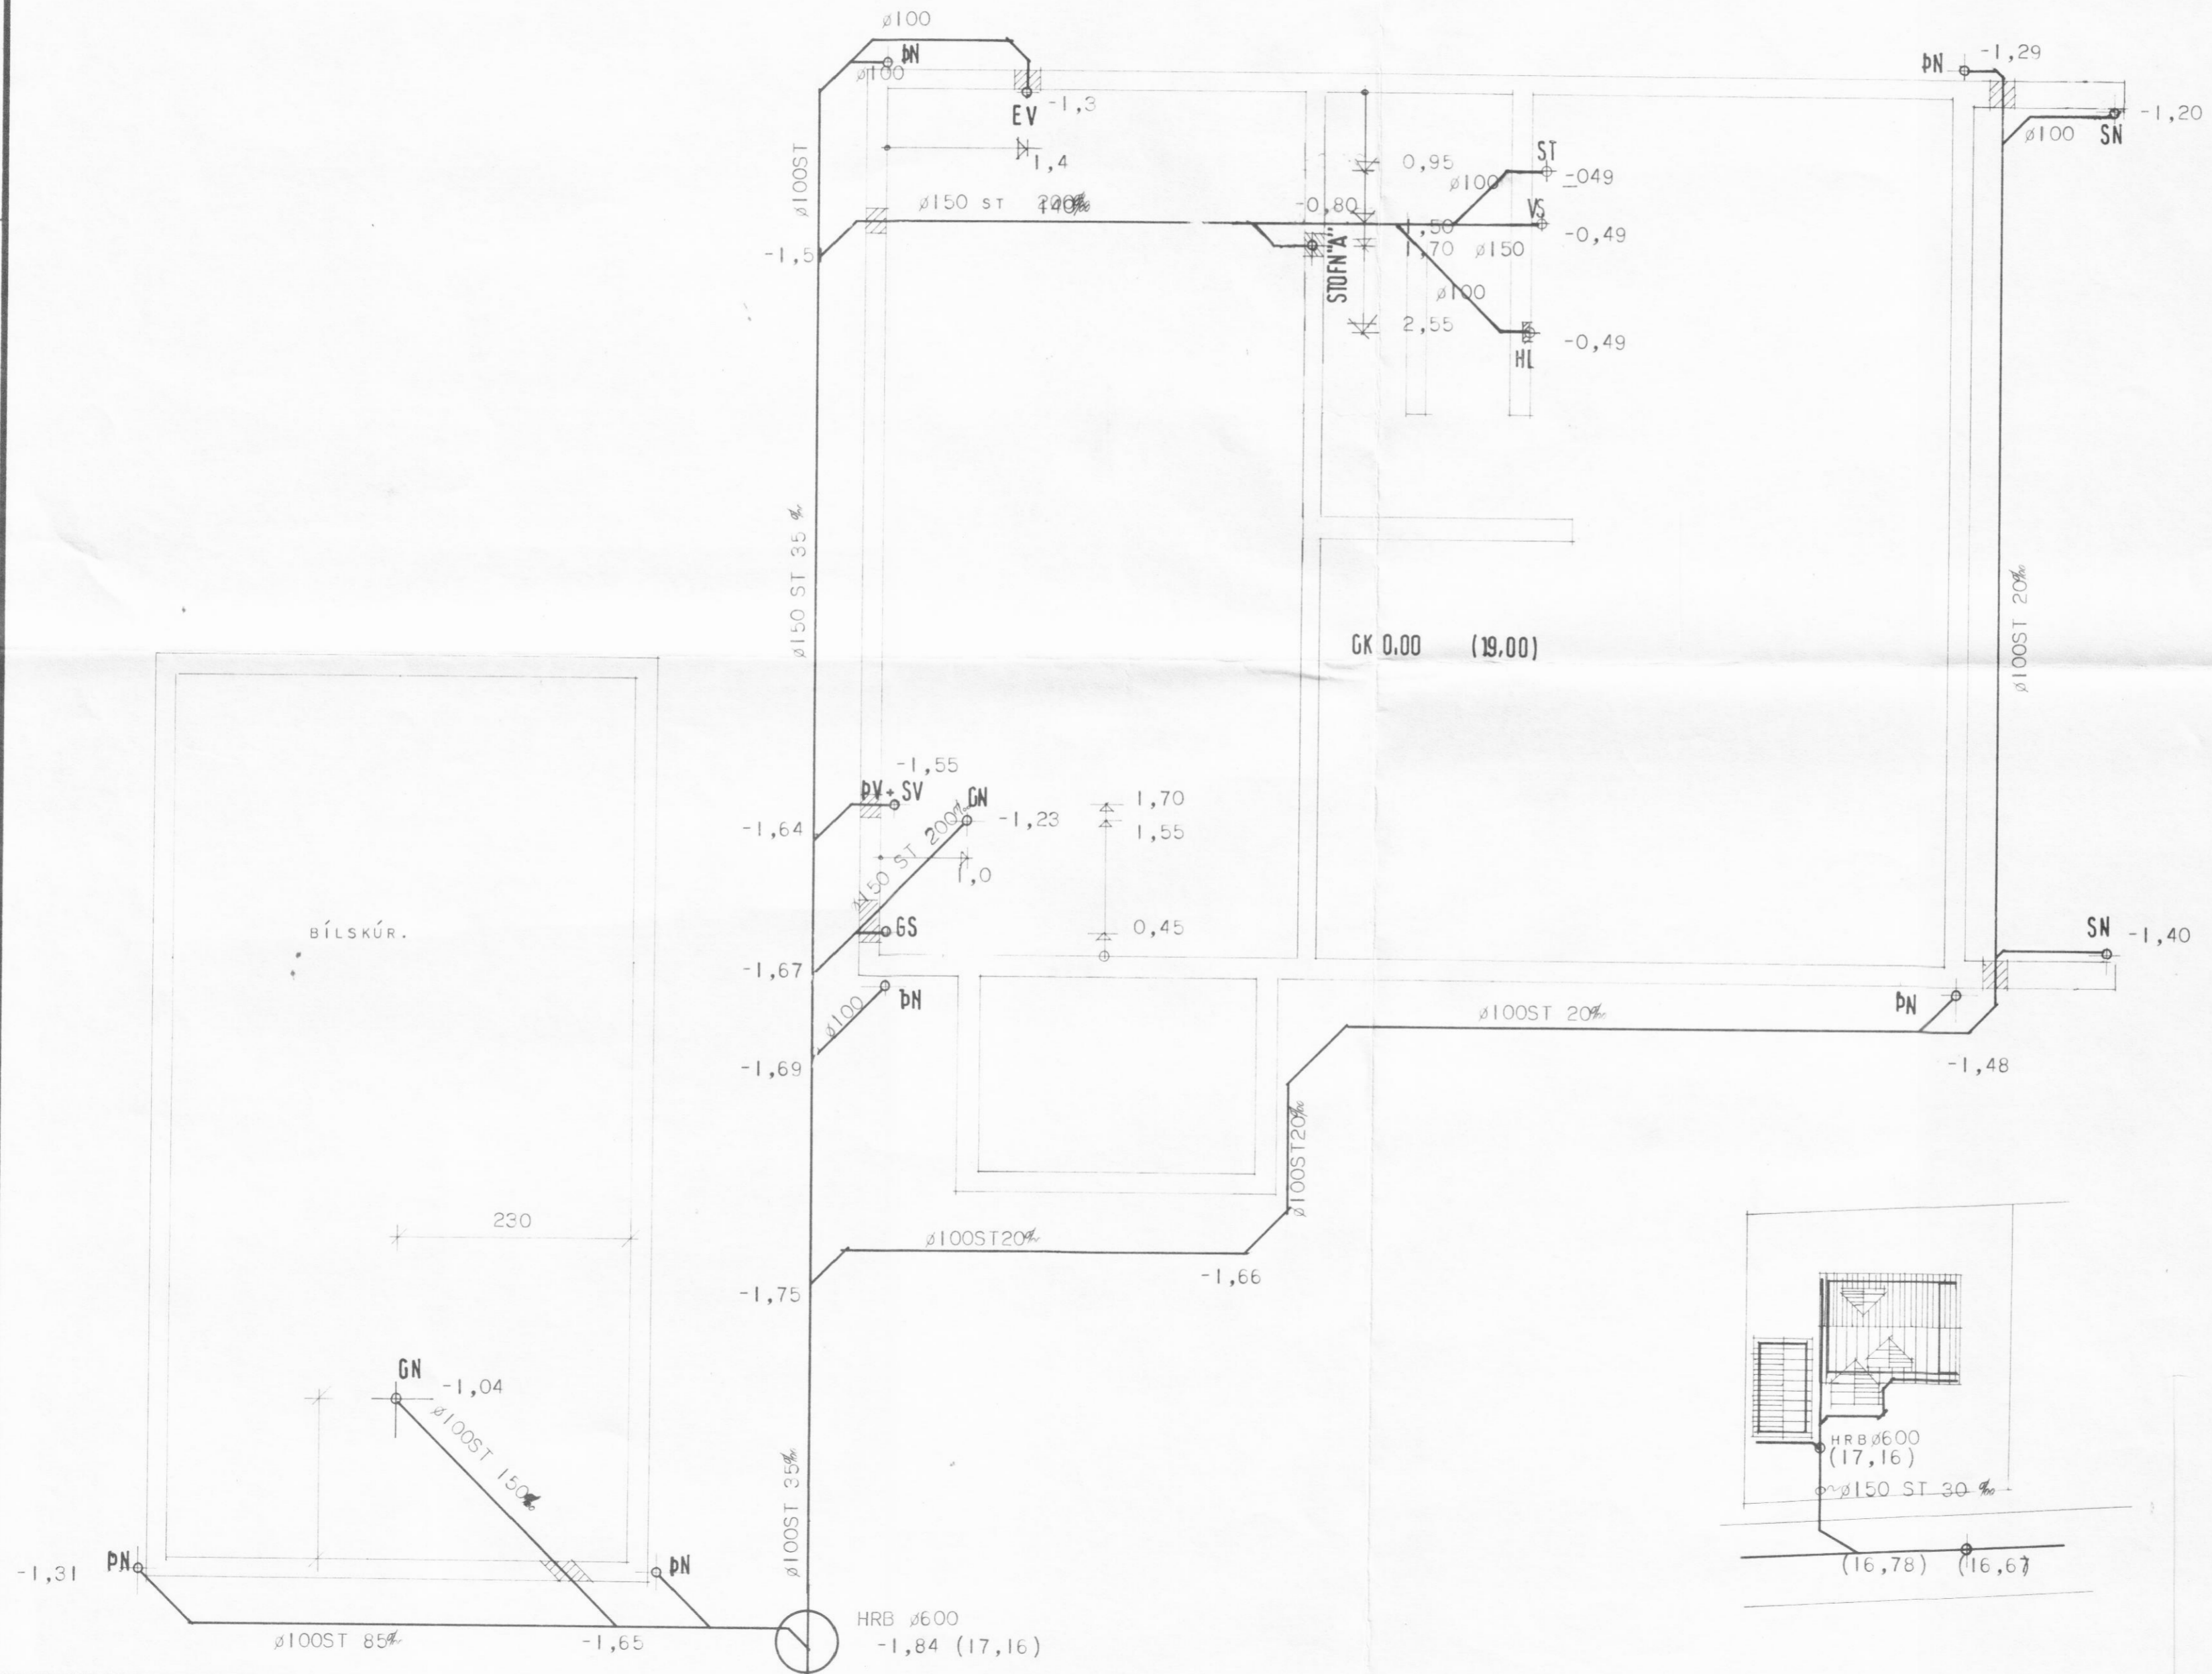 ø100
ÞN
ø100
EV
-1,3
1,4
ø100ST
ø150 ST
-1,5
ÞN
-1,29
-1,20
ø100
SN
0,95
ST
-049
ø100
-0,80
VS
-0,49
1,50
1,70
ø150
STOFN"A"
ø100
2,55
-0,49
HL
ø150 ST 35 ‰
GK 0.00 (19,00)
ø100ST 20‰
-1,55
ÞV+SV
GN
-1,23
1,70
1,55
-1,64
ø150 ST 200‰
1,0
GS
0,45
-1,67
BÍLSKÚR.
ÞN
ø100
-1,69
SN
-1,40
ÞN
ø100ST 20‰
-1,48
ø100ST20‰
ø100ST20‰
-1,66
-1,75
230
GN
-1,04
ø100ST 150‰
ø100ST 35‰
-1,31
ÞN
ÞN
ø100ST 85‰
-1,65
HRB ø600
-1,84 (17,16)
HRBø600
(17,16)
ø150 ST 30 ‰
(16,78)
(16,67)